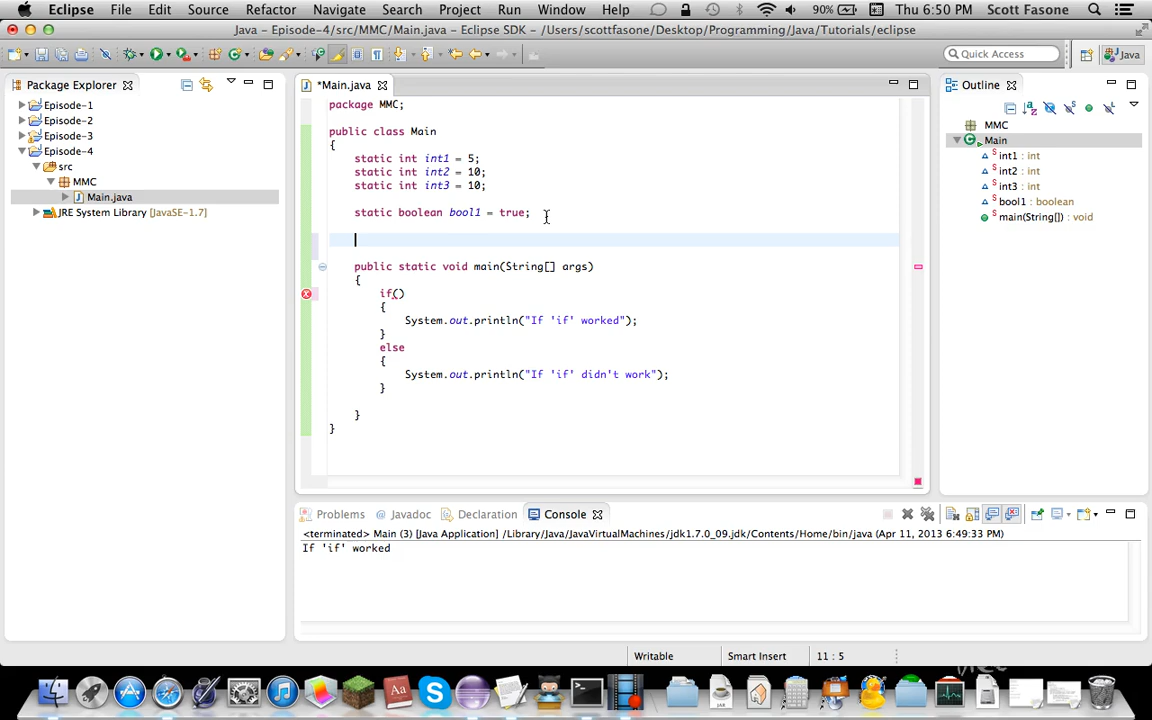 Eclipse File Edit Source Refactor Navigate Search Project Run Window Help 90% Thu 6:50 PM Scott Fasone
Java - Episode-4/src/MMC/Main.java - Eclipse SDK - /Users/scottfasone/Desktop/Programming/Java/Tutorials/eclipse
Quick Access Java
Package Explorer
Episode-1
Episode-2
Episode-3
Episode-4
src
MMC
Main.java
JRE System Library [JavaSE-1.7]
*Main.java
package MMC;
public class Main
{
static int int1 = 5;
static int int2 = 10;
static int int3 = 10;
static boolean bool1 = true;
public static void main(String[] args)
{
if()
{
System.out.println("If 'if' worked");
}
else
{
System.out.println("If 'if' didn't work");
}
}
}
Outline
MMC
Main
int1 : int
int2 : int
int3 : int
bool1 : boolean
main(String[]) : void
Problems Javadoc Declaration Console
<terminated> Main (3) [Java Application] /Library/Java/JavaVirtualMachines/jdk1.7.0_09.jdk/Contents/Home/bin/java (Apr 11, 2013 6:49:33 PM)
If 'if' worked
Writable Smart Insert 11 : 5